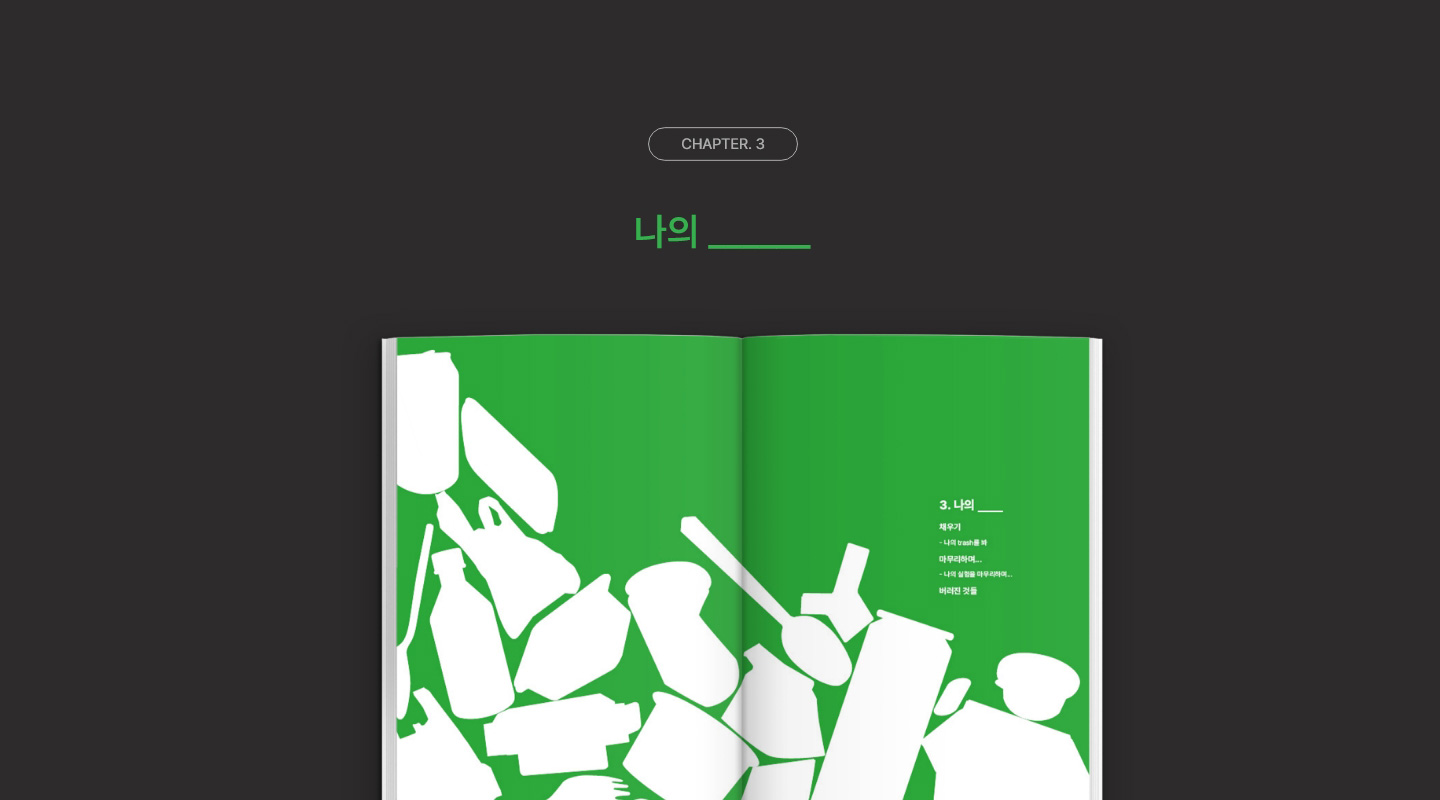 CHAPTER. 3
나의 ______
3. 나의 ____
채우기
- 나의 trash를 봐
마무리하며...
- 나의 실험을 마무리하며...
버려진 것들